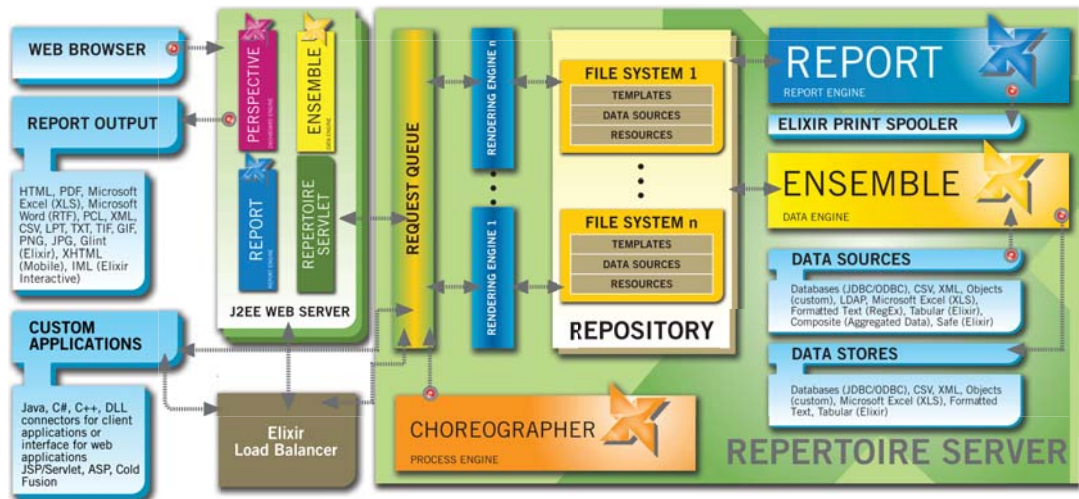 WEB BROWSER
REPORT OUTPUT
HTML, PDF, Microsoft
Excel (XLS), Microsoft
Word (RTF), PCL, XML,
CSV, LPT, TXT, TIF, GIF,
PNG, JPG, Glint
(Elixir), XHTML
(Mobile), IML (Elixir
Interactive)
CUSTOM
APPLICATIONS
Java, C#, C++, DLL
connectors for client
applications or
interface for web
applications
JSP/Servlet, ASP, Cold
Fusion
PERSPECTIVE
DASHBOARD ENGINE
ENSEMBLE
DATA ENGINE
REPORT
REPORT ENGINE
REPERTOIRE
SERVLET
J2EE WEB SERVER
Elixir
Load Balancer
REQUEST QUEUE
RENDERING ENGINE n
RENDERING ENGINE 1
FILE SYSTEM 1
TEMPLATES
DATA SOURCES
RESOURCES
FILE SYSTEM n
TEMPLATES
DATA SOURCES
RESOURCES
REPOSITORY
CHOREOGRAPHER
PROCESS ENGINE
REPORT
REPORT ENGINE
ELIXIR PRINT SPOOLER
ENSEMBLE
DATA ENGINE
DATA SOURCES
Databases (JDBC/ODBC), CSV, XML, Objects
(custom), LDAP, Microsoft Excel (XLS),
Formatted Text (RegEx), Tabular (Elixir),
Composite (Aggregated Data), Safe (Elixir)
DATA STORES
Databases (JDBC/ODBC), CSV, XML, Objects
(custom), Microsoft Excel (XLS), Formatted
Text, Tabular (Elixir)
REPERTOIRE SERVER